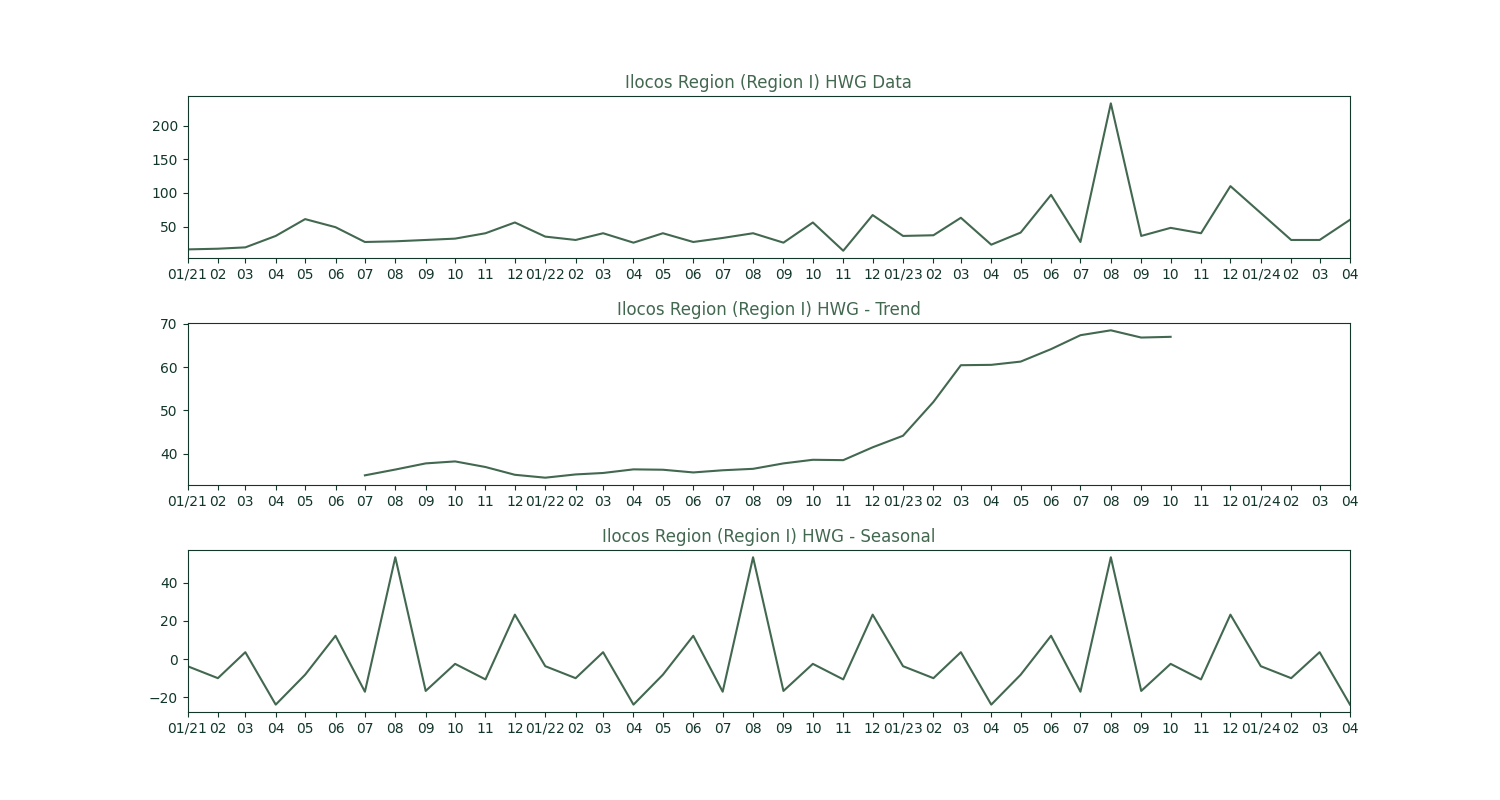 Ilocos Region (Region I) HWG Data
200
150
100
50
01/21 02 03 04 05 06 07 08 09 10 11 12 01/22 02 03 04 05 06 07 08 09 10 11 12 01/23 02 03 04 05 06 07 08 09 10 11 12 01/24 02 03 04
Ilocos Region (Region I) HWG - Trend
70
60
50
40
01/21 02 03 04 05 06 07 08 09 10 11 12 01/22 02 03 04 05 06 07 08 09 10 11 12 01/23 02 03 04 05 06 07 08 09 10 11 12 01/24 02 03 04
Ilocos Region (Region I) HWG - Seasonal
40
20
0
−20
01/21 02 03 04 05 06 07 08 09 10 11 12 01/22 02 03 04 05 06 07 08 09 10 11 12 01/23 02 03 04 05 06 07 08 09 10 11 12 01/24 02 03 04